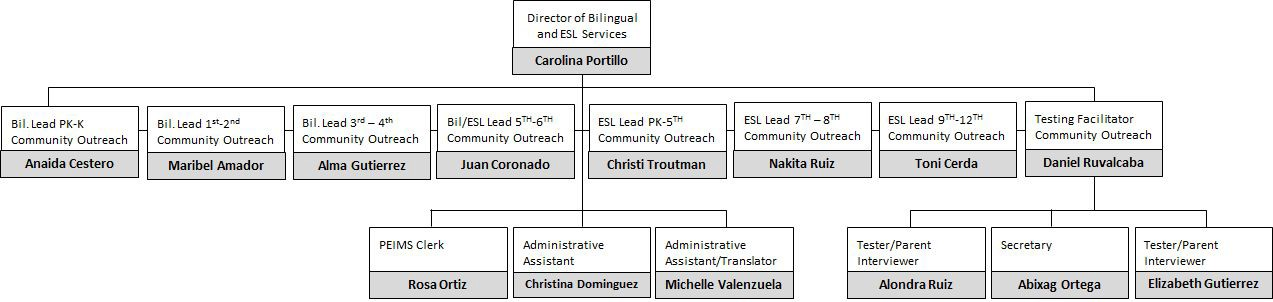 Director of Bilingual
and ESL Services
Carolina Portillo
Bil. Lead PK-K
Community Outreach
Anaida Cestero
Bil. Lead 1st-2nd
Community Outreach
Maribel Amador
Bil. Lead 3rd – 4th
Community Outreach
Alma Gutierrez
Bil/ESL Lead 5TH-6TH
Community Outreach
Juan Coronado
ESL Lead PK-5TH
Community Outreach
Christi Troutman
ESL Lead 7TH – 8TH
Community Outreach
Nakita Ruiz
ESL Lead 9TH-12TH
Community Outreach
Toni Cerda
Testing Facilitator
Community Outreach
Daniel Ruvalcaba
PEIMS Clerk
Rosa Ortiz
Administrative
Assistant
Christina Dominguez
Administrative
Assistant/Translator
Michelle Valenzuela
Tester/Parent
Interviewer
Alondra Ruiz
Secretary
Abixag Ortega
Tester/Parent
Interviewer
Elizabeth Gutierrez